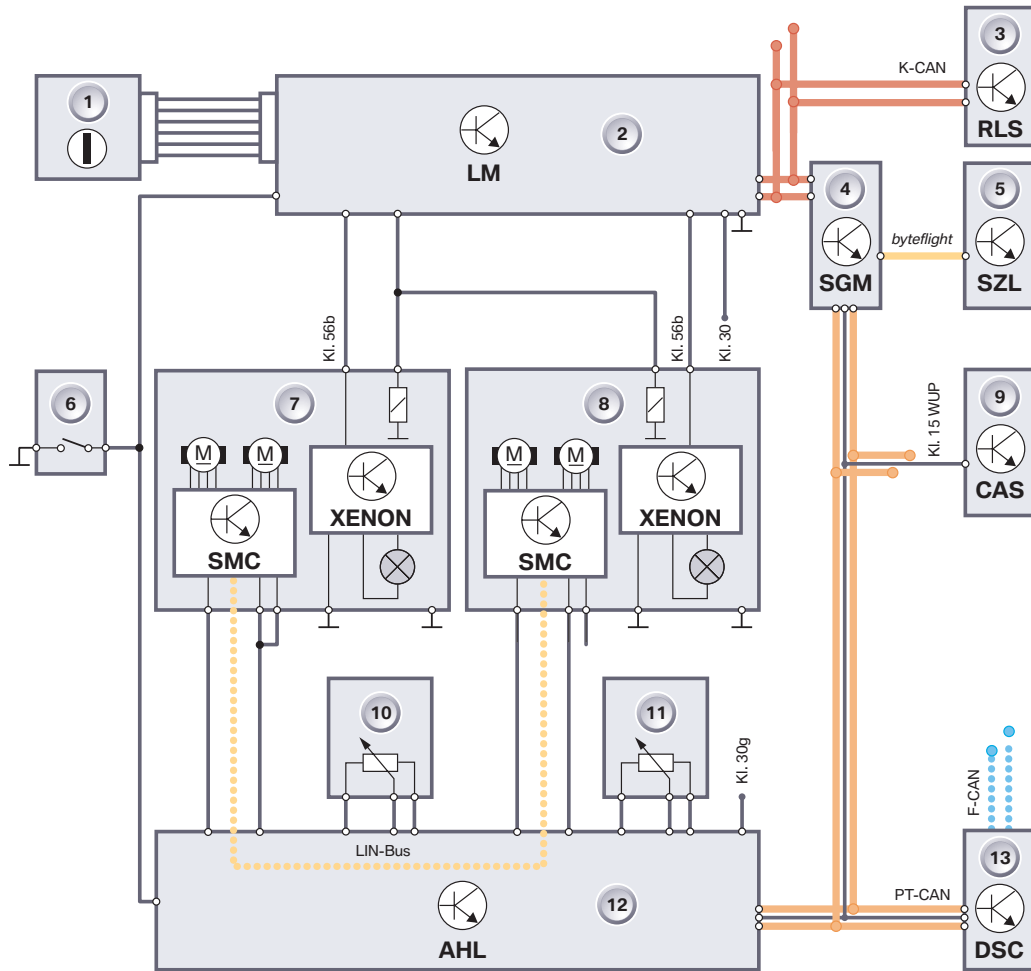 1
2
LM
K-CAN
3
RLS
4
SGM
byteflight
5
SZL
Kl. 56b
Kl. 56b
Kl. 30
6
7
M
M
XENON
SMC
8
M
M
XENON
SMC
Kl. 15 WUP
9
CAS
10
11
Kl. 30g
F-CAN
LIN-Bus
12
AHL
PT-CAN
13
DSC